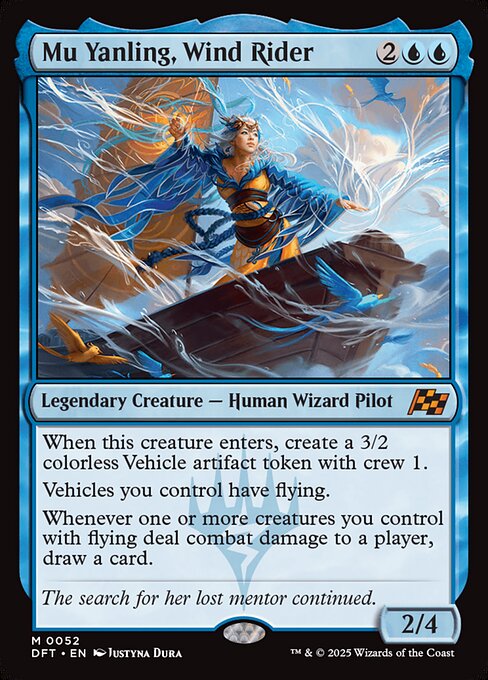 Mu Yanling, Wind Rider 2
Legendary Creature — Human Wizard Pilot
When this creature enters, create a 3/2
colorless Vehicle artifact token with crew 1.
Vehicles you control have flying.
Whenever one or more creatures you control
with flying deal combat damage to a player,
draw a card.
The search for her lost mentor continued.
2/4
M 0052
DFT • EN Justyna Dura
™ & © 2025 Wizards of the Coast